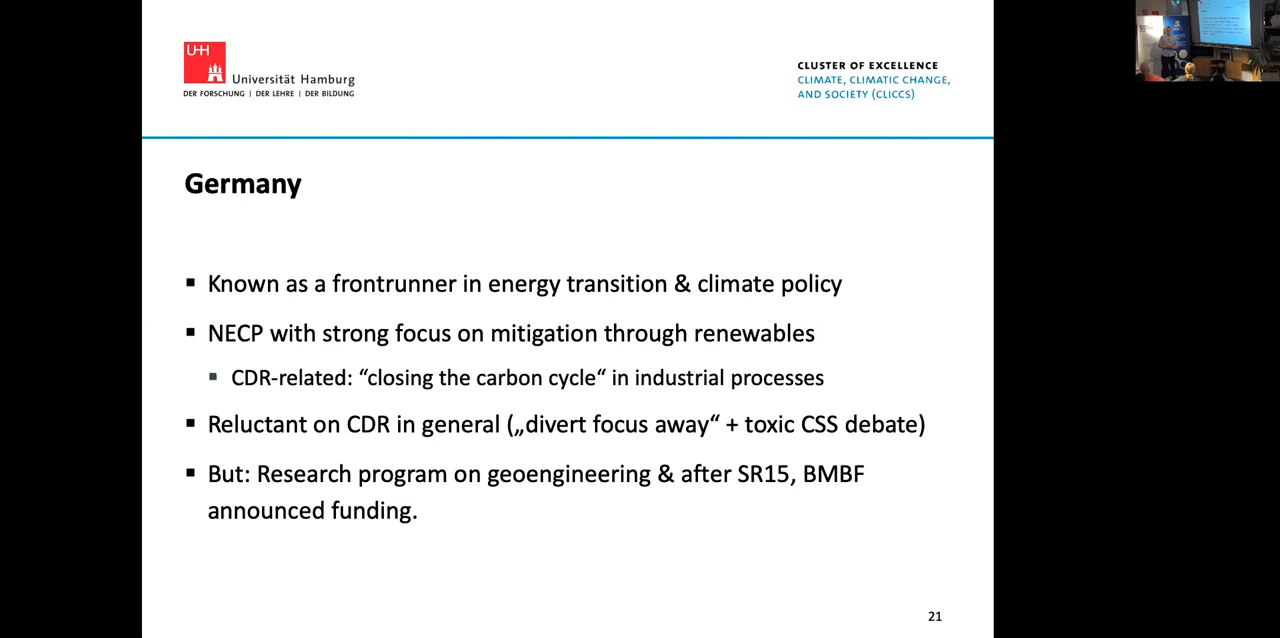 UHH
Universität Hamburg
DER FORSCHUNG | DER LEHRE | DER BILDUNG
CLUSTER OF EXCELLENCE
CLIMATE, CLIMATIC CHANGE,
AND SOCIETY (CLICCS)
Germany
▪ Known as a frontrunner in energy transition & climate policy
▪ NECP with strong focus on mitigation through renewables
▪ CDR-related: “closing the carbon cycle“ in industrial processes
▪ Reluctant on CDR in general („divert focus away“ + toxic CSS debate)
▪ But: Research program on geoengineering & after SR15, BMBF
announced funding.
21